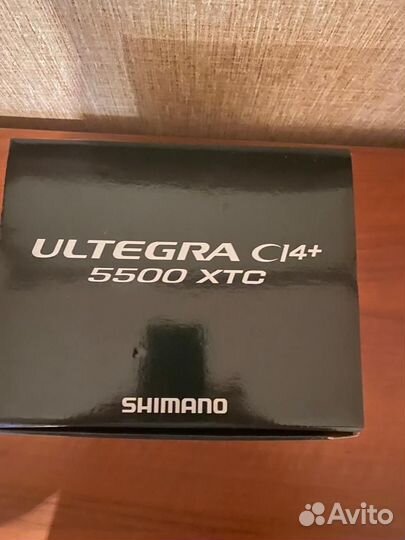 ULTEGRA CI4+
5500 XTC
SHIMANO
Avito